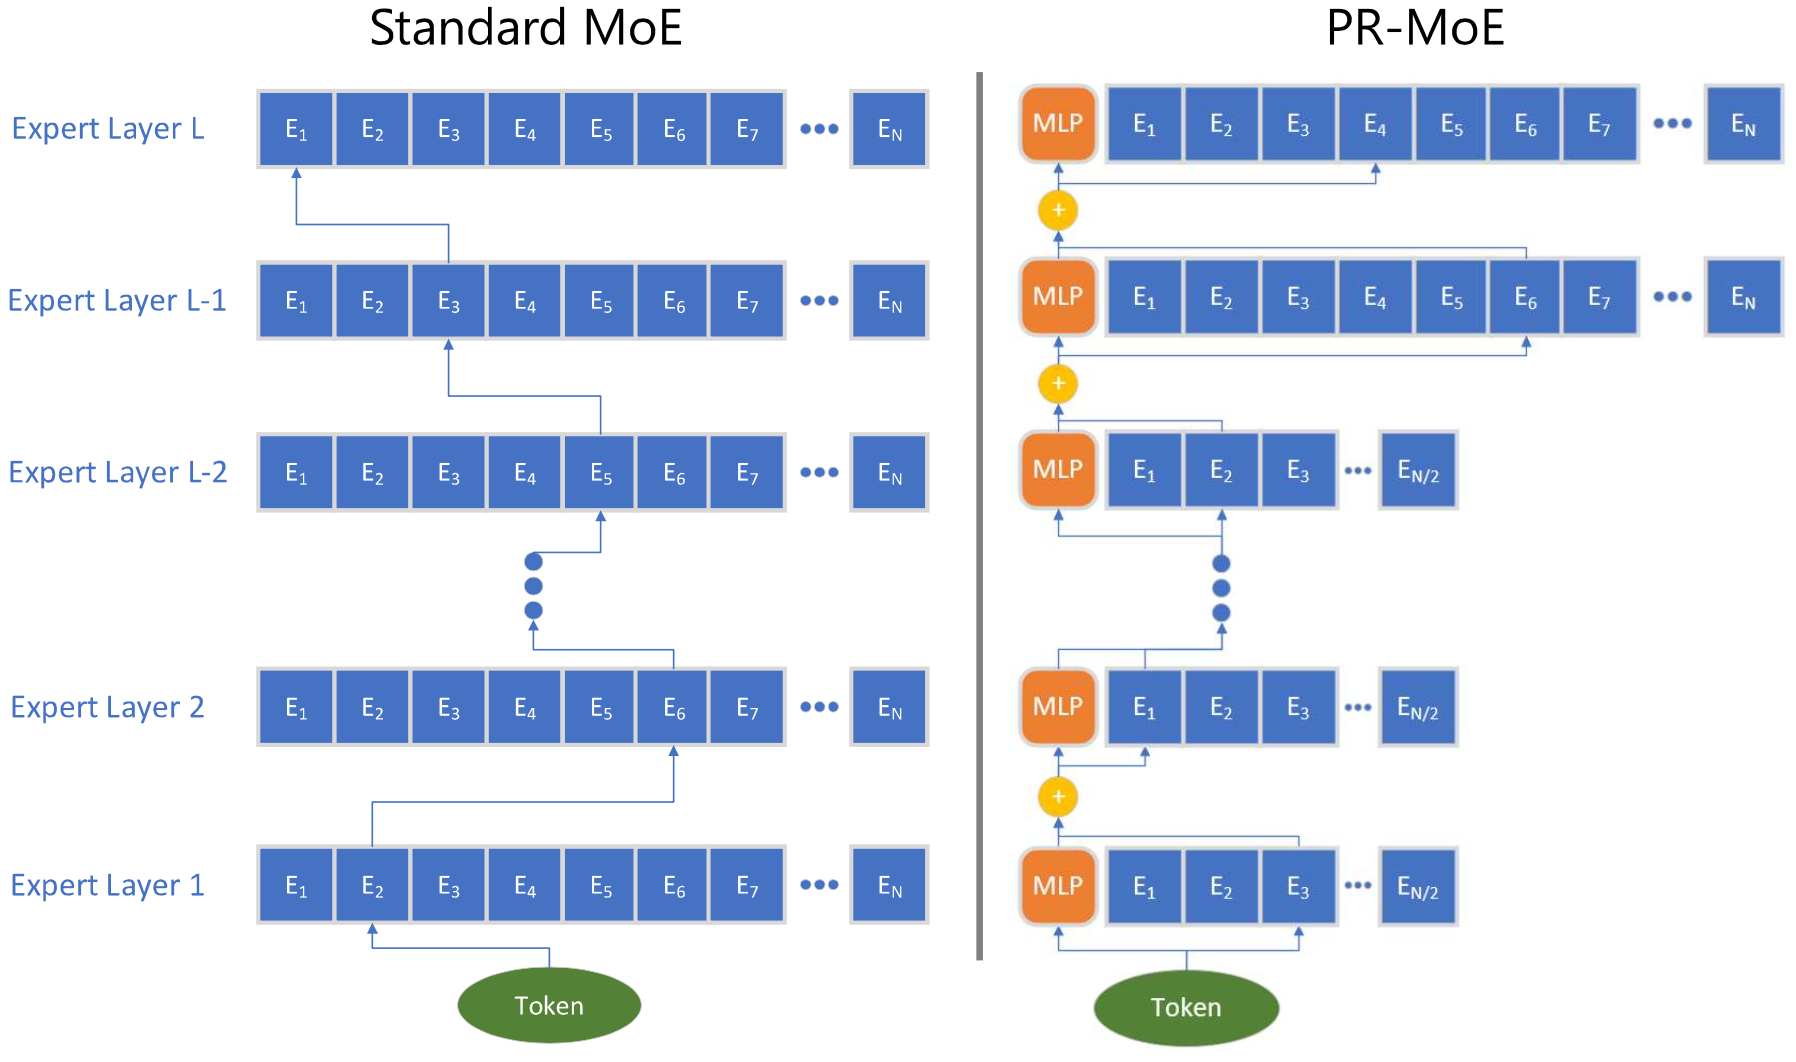 Standard MoE
PR-MoE
Expert Layer L
E1 E2 E3 E4 E5 E6 E7 ••• EN
MLP E1 E2 E3 E4 E5 E6 E7 ••• EN
+
Expert Layer L-1
E1 E2 E3 E4 E5 E6 E7 ••• EN
MLP E1 E2 E3 E4 E5 E6 E7 ••• EN
+
Expert Layer L-2
E1 E2 E3 E4 E5 E6 E7 ••• EN
MLP E1 E2 E3 ••• EN/2
Expert Layer 2
E1 E2 E3 E4 E5 E6 E7 ••• EN
MLP E1 E2 E3 ••• EN/2
+
Expert Layer 1
E1 E2 E3 E4 E5 E6 E7 ••• EN
MLP E1 E2 E3 ••• EN/2
Token
Token